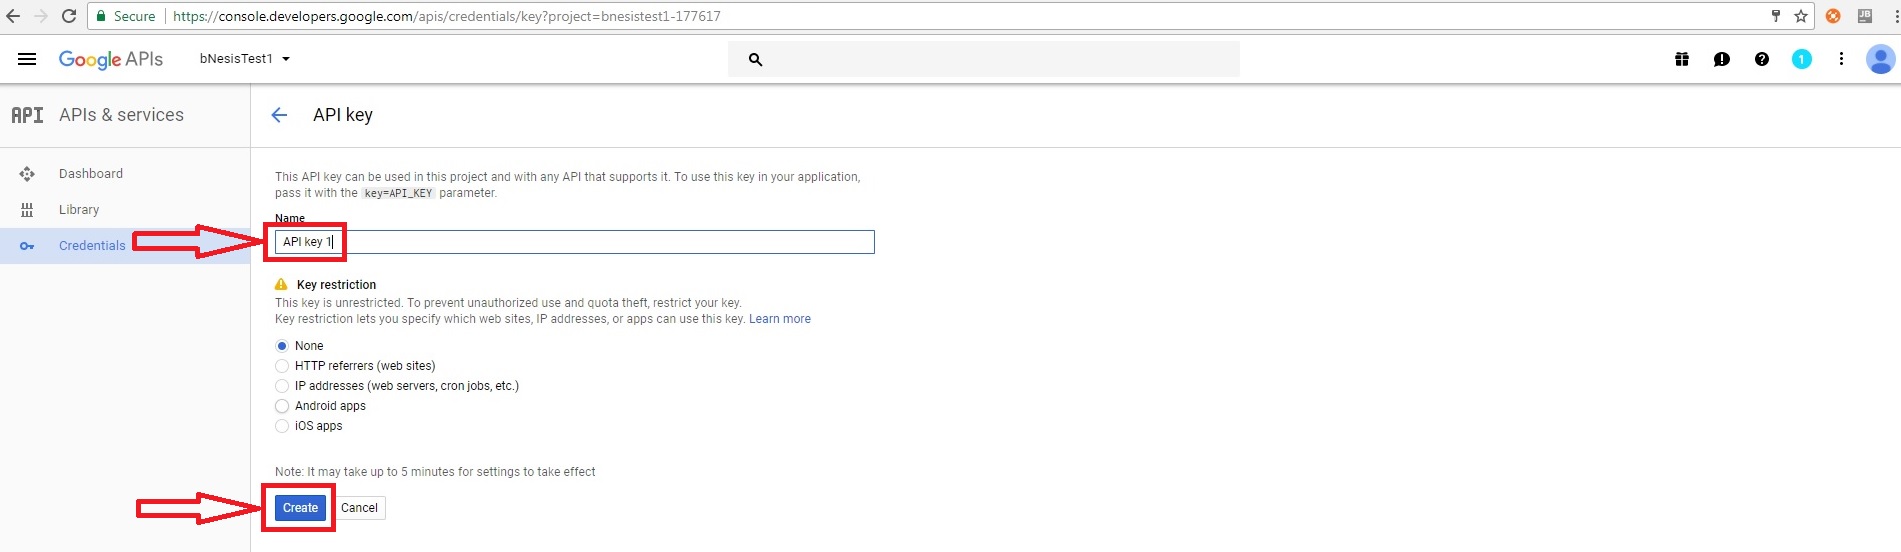 Secure https://console.developers.google.com/apis/credentials/key?project=bnesistest1-177617
JB
Google APIs bNesisTest1 1
API APIs & services API key
Dashboard
Library
Credentials
This API key can be used in this project and with any API that supports it. To use this key in your application,
pass it with the key=API_KEY parameter.
Name
API key 1
Key restriction
This key is unrestricted. To prevent unauthorized use and quota theft, restrict your key.
Key restriction lets you specify which web sites, IP addresses, or apps can use this key. Learn more
None
HTTP referrers (web sites)
IP addresses (web servers, cron jobs, etc.)
Android apps
iOS apps
Note: It may take up to 5 minutes for settings to take effect
Create Cancel